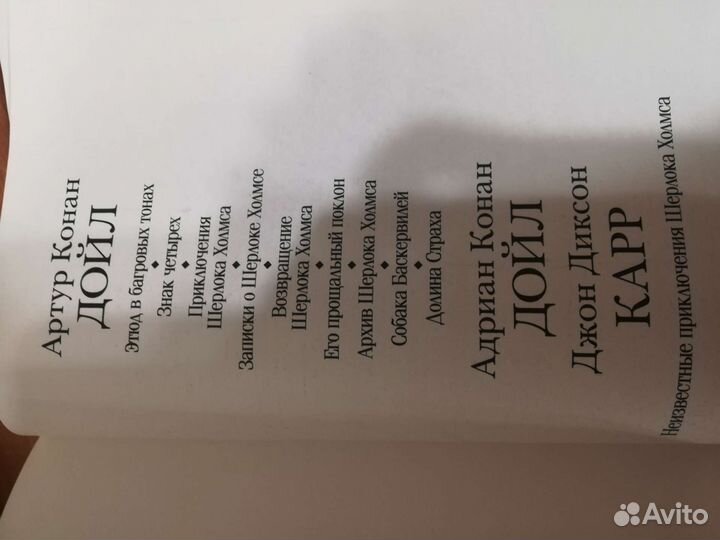 Артур Конан
ДОЙЛ
Этюд в багровых тонах
Знак четырех
Приключения
Шерлока Холмса
Записки о Шерлоке Холмсе
Возвращение
Шерлока Холмса
Его прощальный поклон
Архив Шерлока Холмса
Собака Баскервилей
Долина Страха
Адриан Конан
ДОЙЛ
Джон Диксон
КАРР
Неизвестные приключения Шерлока Холмса
Avito